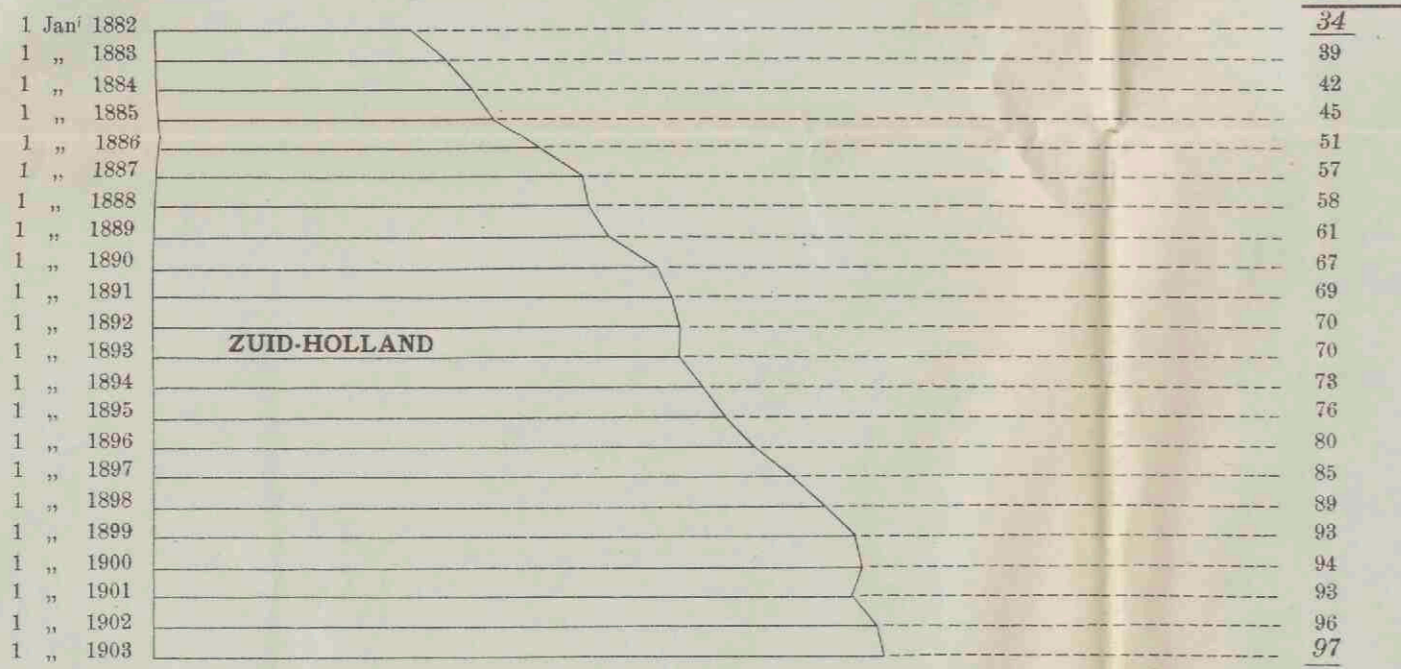 1 Janⁱ 1882 34
1 „ 1883 39
1 „ 1884 42
1 „ 1885 45
1 „ 1886 51
1 „ 1887 57
1 „ 1888 58
1 „ 1889 61
1 „ 1890 67
1 „ 1891 69
1 „ 1892 70
ZUID-HOLLAND
1 „ 1893 70
1 „ 1894 73
1 „ 1895 76
1 „ 1896 80
1 „ 1897 85
1 „ 1898 89
1 „ 1899 93
1 „ 1900 94
1 „ 1901 93
1 „ 1902 96
1 „ 1903 97